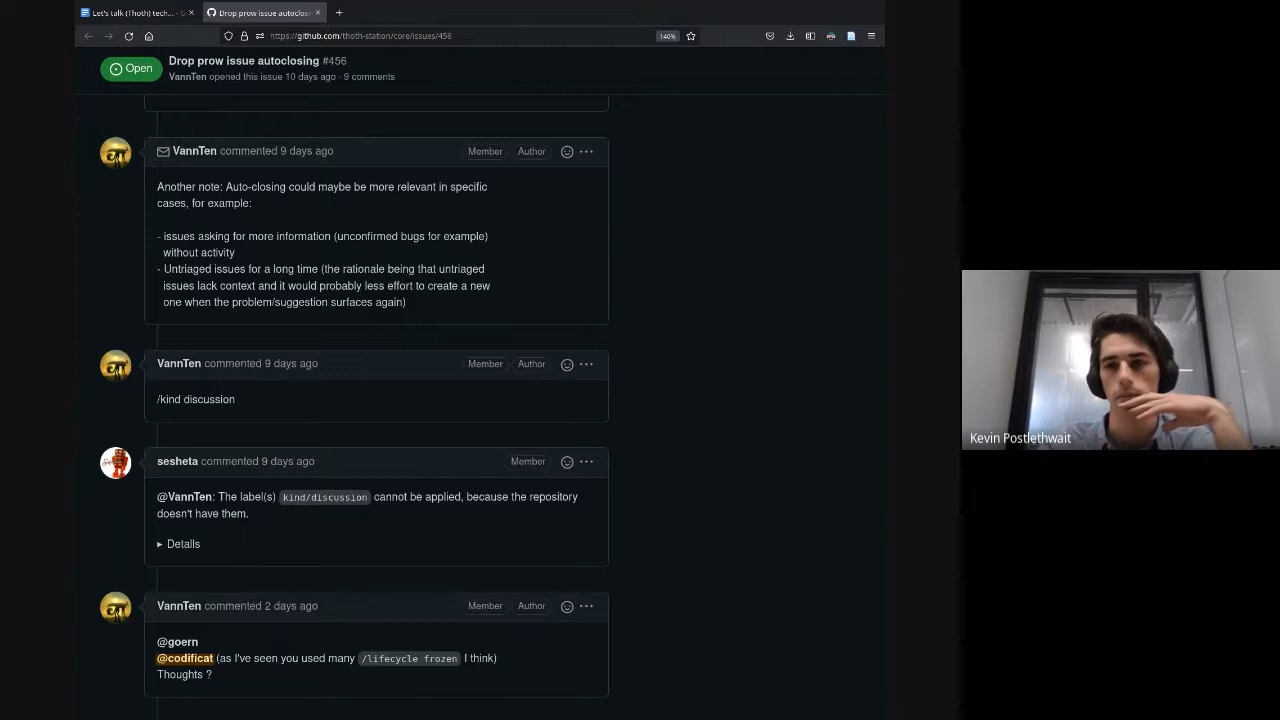 Let's talk (Thoth) tech... - ×
Drop prow issue autoclosi ×
+
https://github.com/thoth-station/core/issues/456
140%
Open
Drop prow issue autoclosing #456
VannTen opened this issue 10 days ago · 9 comments
VannTen commented 9 days ago Member Author ...
Another note: Auto-closing could maybe be more relevant in specific
cases, for example:
- issues asking for more information (unconfirmed bugs for example)
without activity
- Untriaged issues for a long time (the rationale being that untriaged
issues lack context and it would probably less effort to create a new
one when the problem/suggestion surfaces again)
VannTen commented 9 days ago Member Author ...
/kind discussion
sesheta commented 9 days ago Member ...
@VannTen: The label(s) kind/discussion cannot be applied, because the repository
doesn't have them.
▸ Details
VannTen commented 2 days ago Member Author ...
@goern
@codificat (as I've seen you used many /lifecycle frozen I think)
Thoughts ?
Kevin Postlethwait